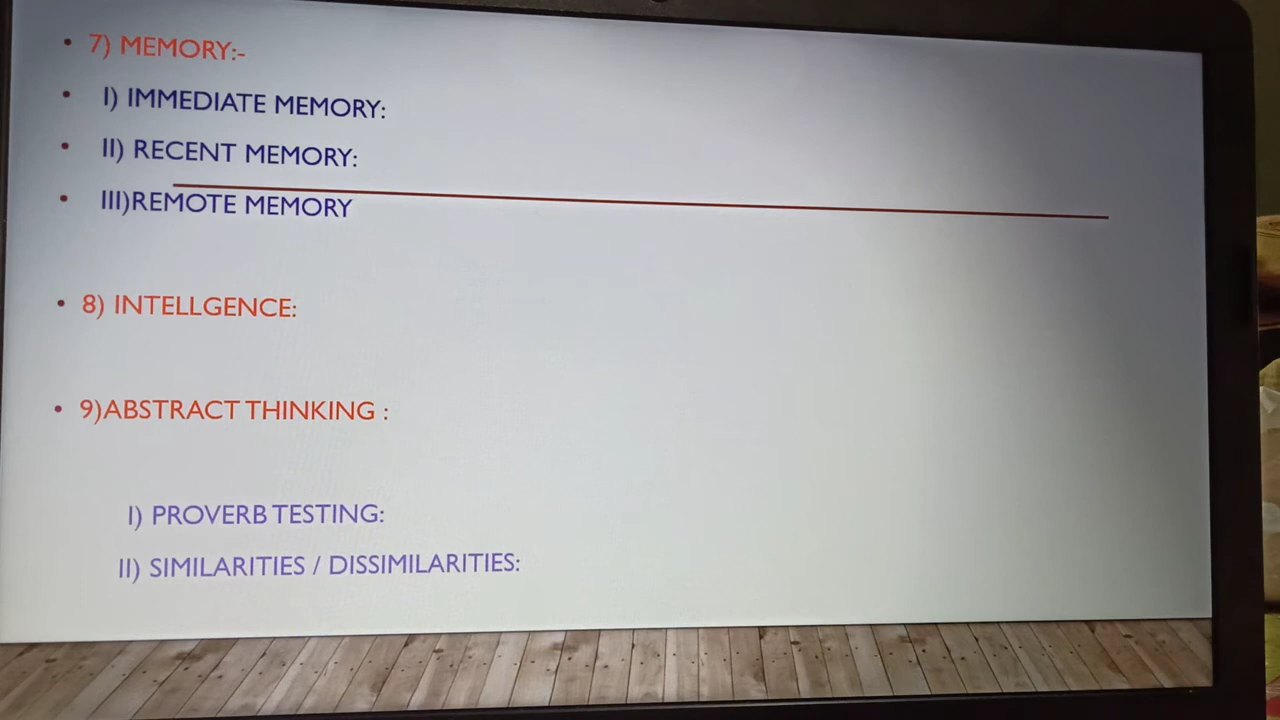 • 7) MEMORY:-
• I) IMMEDIATE MEMORY:
• II) RECENT MEMORY:
• III)REMOTE MEMORY
• 8) INTELLGENCE:
• 9)ABSTRACT THINKING :
I) PROVERB TESTING:
II) SIMILARITIES / DISSIMILARITIES: